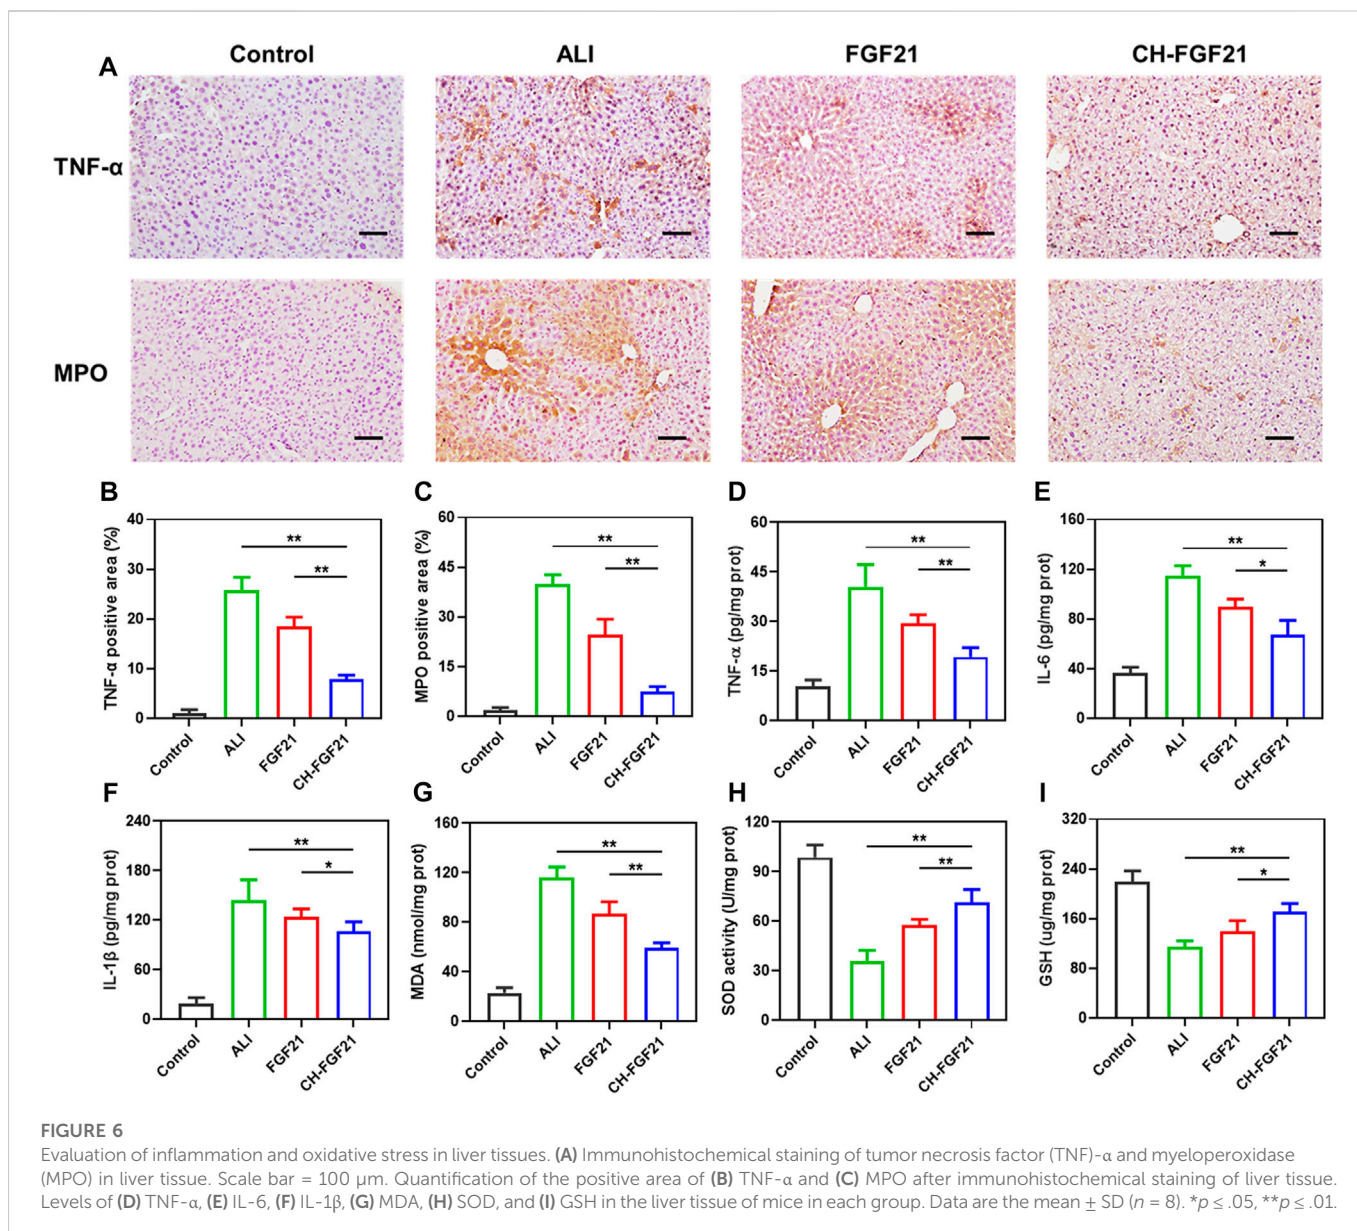 A
Control
ALI
FGF21
CH-FGF21
TNF-α
MPO
B
TNF-α positive area (%)
40
30
20
10
0
**
**
Control
ALI
FGF21
CH-FGF21
C
MPO positive area (%)
60
45
30
15
0
**
**
Control
ALI
FGF21
CH-FGF21
D
TNF-α (pg/mg prot)
60
45
30
15
0
**
**
Control
ALI
FGF21
CH-FGF21
E
IL-6 (pg/mg prot)
160
120
80
40
0
**
*
Control
ALI
FGF21
CH-FGF21
F
IL-1β (pg/mg prot)
240
180
120
60
0
**
*
Control
ALI
FGF21
CH-FGF21
G
MDA (nmol/mg prot)
160
120
80
40
0
**
**
Control
ALI
FGF21
CH-FGF21
H
SOD activity (U/mg prot)
120
90
60
30
0
**
**
Control
ALI
FGF21
CH-FGF21
I
GSH (ug/mg prot)
320
240
160
80
0
**
*
Control
ALI
FGF21
CH-FGF21
FIGURE 6
Evaluation of inflammation and oxidative stress in liver tissues. (A) Immunohistochemical staining of tumor necrosis factor (TNF)-α and myeloperoxidase
(MPO) in liver tissue. Scale bar = 100 µm. Quantification of the positive area of (B) TNF-α and (C) MPO after immunohistochemical staining of liver tissue.
Levels of (D) TNF-α, (E) IL-6, (F) IL-1β, (G) MDA, (H) SOD, and (I) GSH in the liver tissue of mice in each group. Data are the mean ± SD (n = 8). *p ≤ .05, **p ≤ .01.